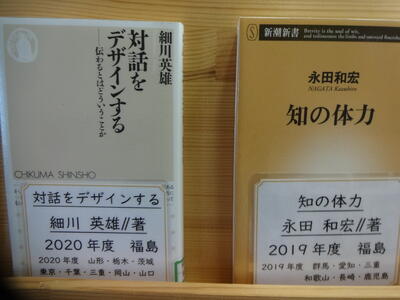 細川英雄
対話を
デザインする
――伝わるとはどういうことか
CHIKUMA SHINSHO
対話をデザインする
細川 英雄//著
2020年度 福島
2020年度 山形・栃木・茨城
東京・千葉・三重・岡山・山口
新潮新書
永田和宏
NAGATA Kazuhiro
知の体力
知の体力
永田 和宏//著
2019年度 福島
2019年度 群馬・愛知・三重
和歌山・長崎・鹿児島